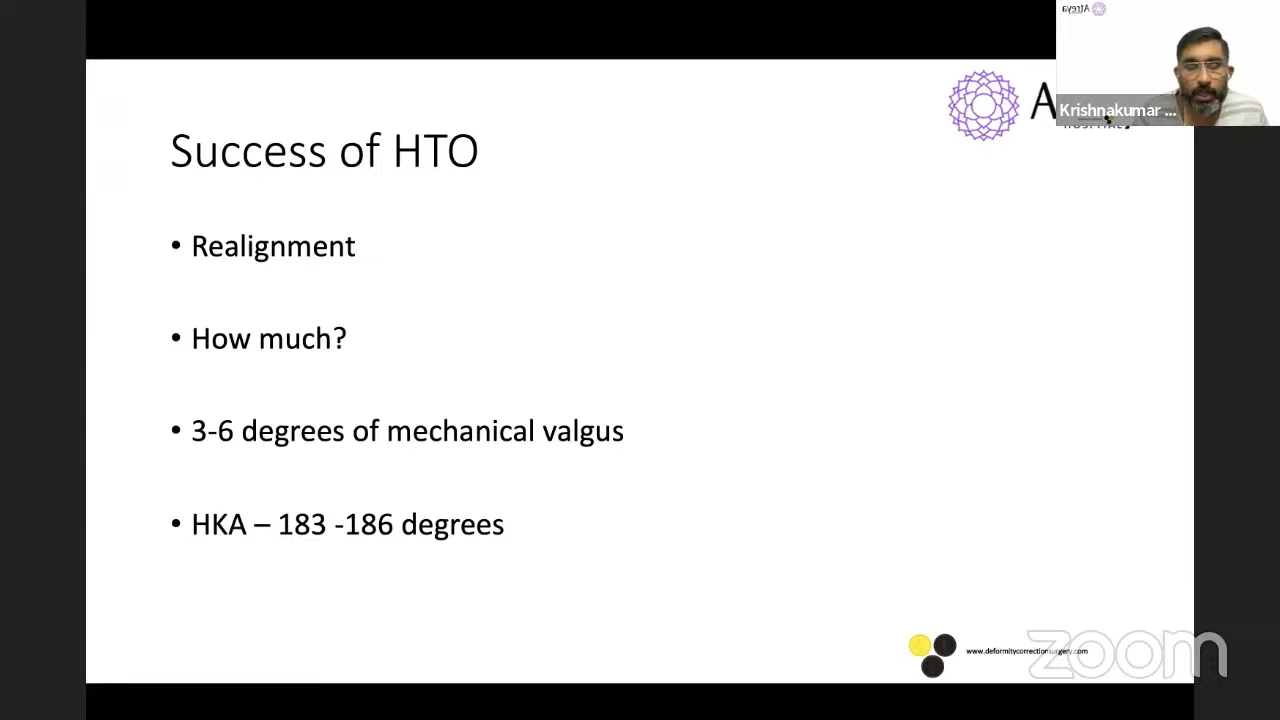 Atreya
Krishnakumar ...
Success of HTO
• Realignment
• How much?
• 3-6 degrees of mechanical valgus
• HKA – 183 -186 degrees
www.deformitycorrectionsurgery.com
zoom